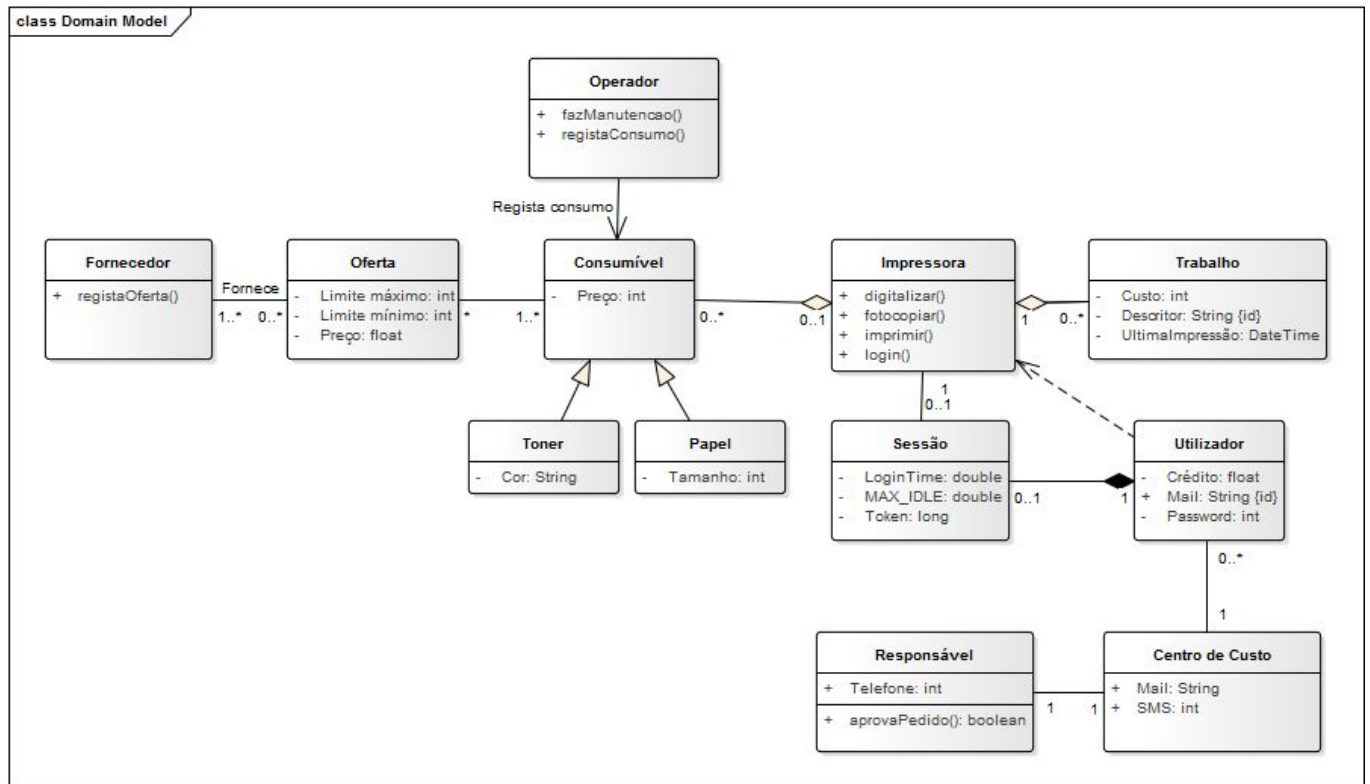 class Domain Model
Operador
+ fazManutencao()
+ registaConsumo()
Regista consumo
Fornecedor
+ registaOferta()
Fornece
1..*
0..*
Oferta
- Limite máximo: int
- Limite mínimo: int
- Preço: float
*
1..*
Consumível
- Preço: int
0..*
0..1
Impressora
+ digitalizar()
+ fotocopiar()
+ imprimir()
+ login()
1
0..*
Trabalho
- Custo: int
- Descritor: String {id}
- UltimaImpressão: DateTime
1
0..1
Toner
- Cor: String
Papel
- Tamanho: int
Sessão
- LoginTime: double
- MAX_IDLE: double
- Token: long
0..1
1
Utilizador
- Crédito: float
+ Mail: String {id}
- Password: int
0..*
1
Responsável
+ Telefone: int
+ aprovaPedido(): boolean
1
1
Centro de Custo
+ Mail: String
+ SMS: int